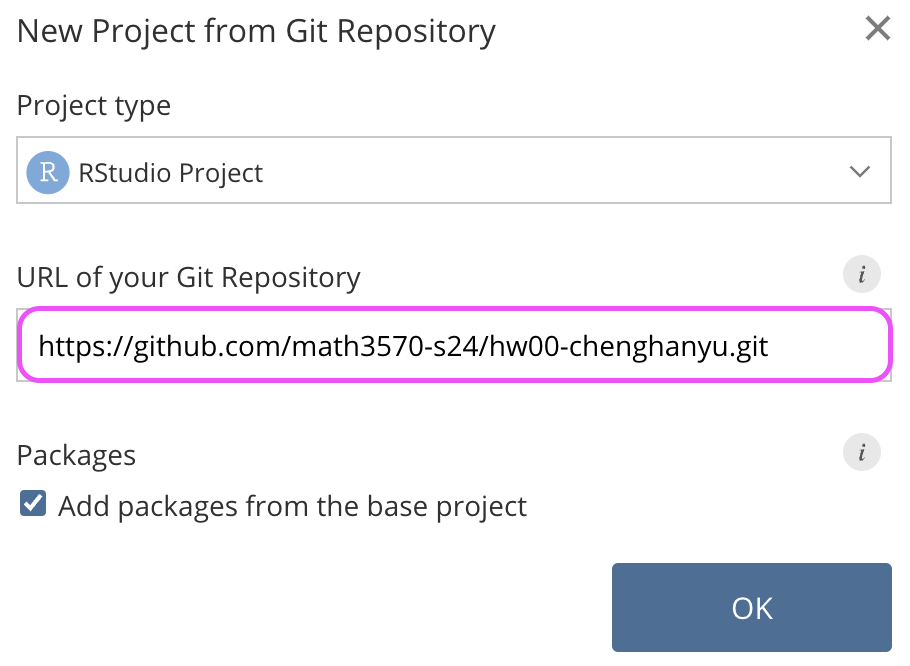 New Project from Git Repository
Project type
R RStudio Project
URL of your Git Repository
i
https://github.com/math3570-s24/hw00-chenghanyu.git
Packages
i
Add packages from the base project
OK